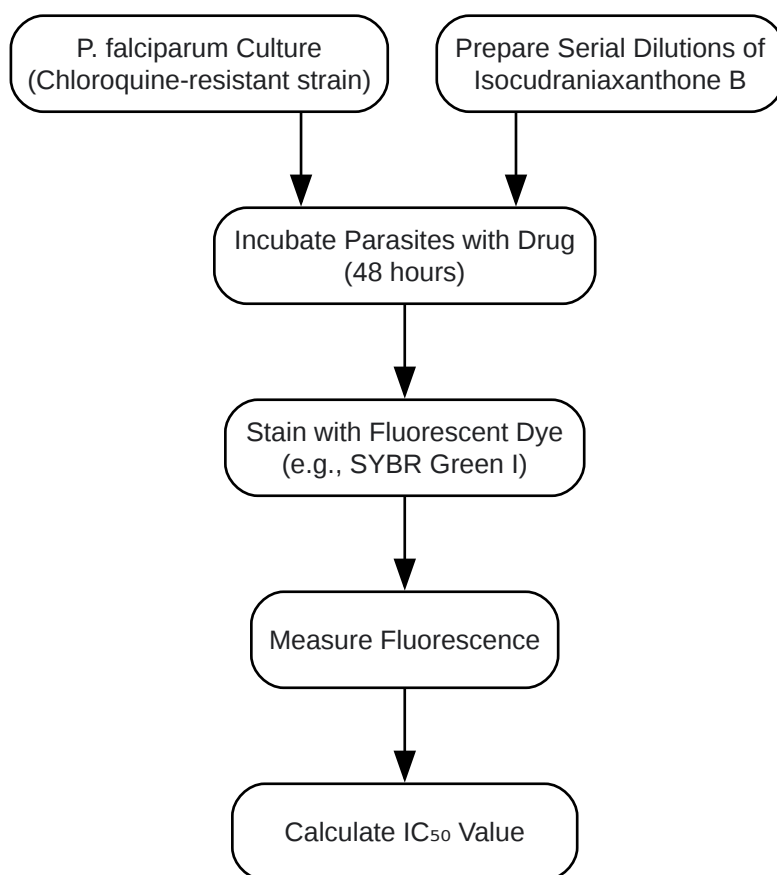 P. falciparum Culture
(Chloroquine-resistant strain)
Prepare Serial Dilutions of
Isocudraniaxanthone B
Incubate Parasites with Drug
(48 hours)
Stain with Fluorescent Dye
(e.g., SYBR Green I)
Measure Fluorescence
Calculate IC₅₀ Value